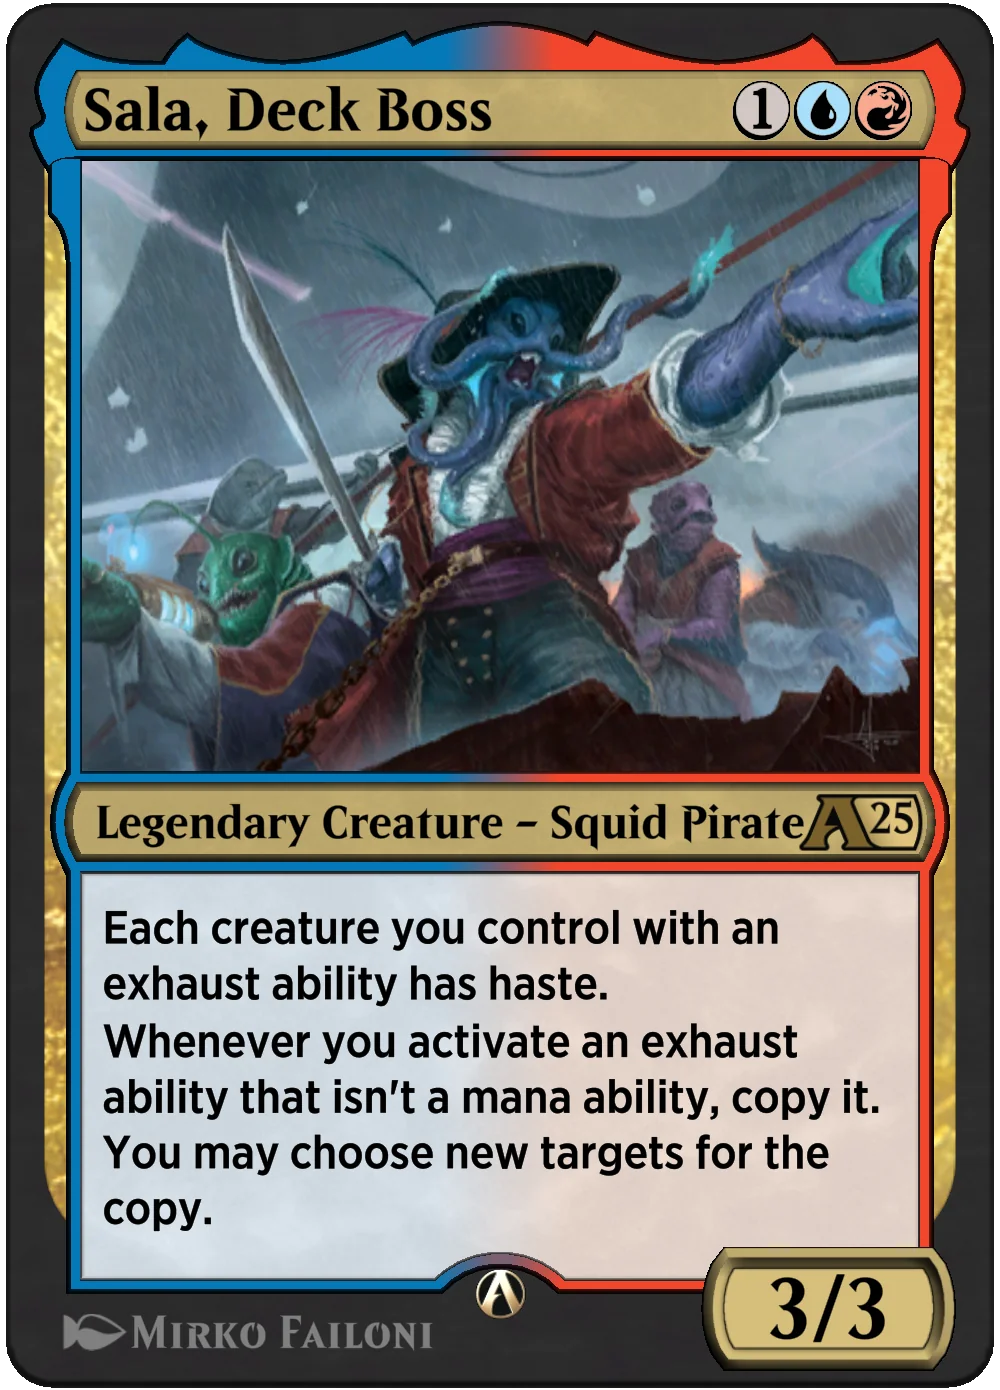 Sala, Deck Boss 1
Legendary Creature – Squid Pirate A25
Each creature you control with an
exhaust ability has haste.
Whenever you activate an exhaust
ability that isn't a mana ability, copy it.
You may choose new targets for the
copy.
3/3
Mirko Failoni